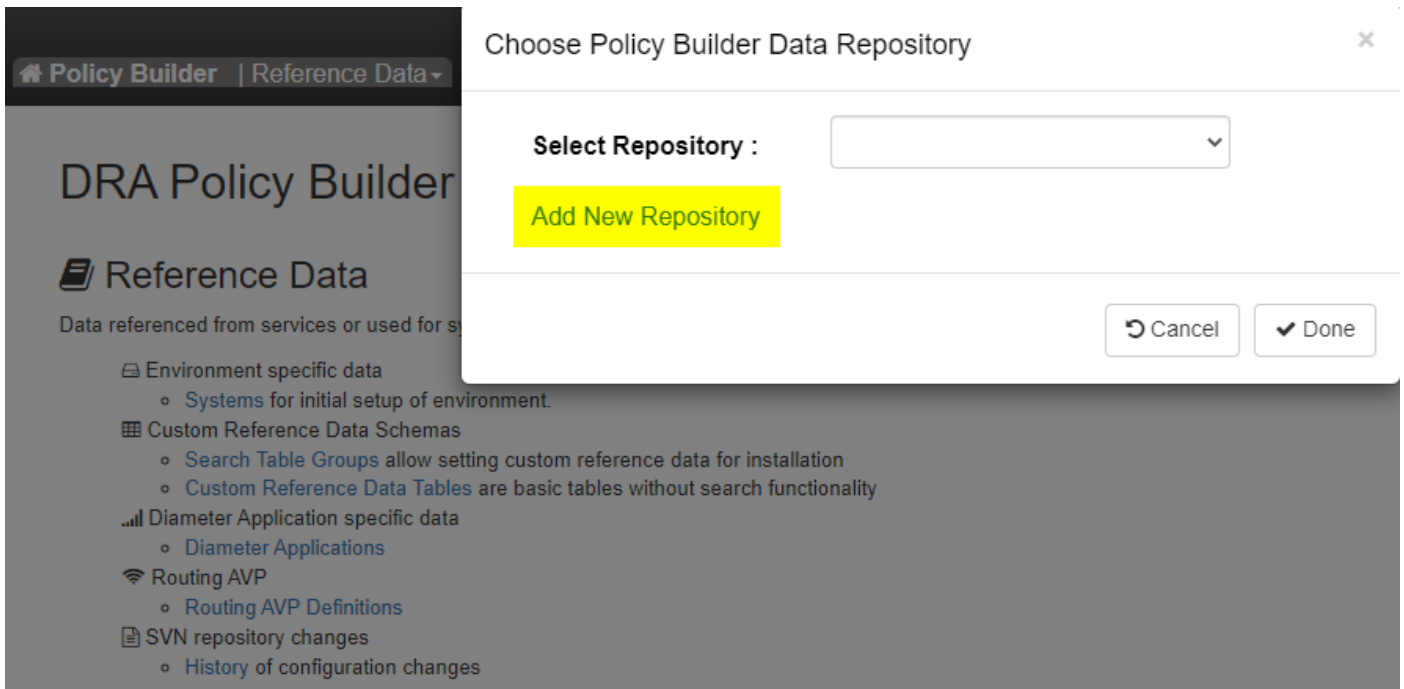 Policy Builder | Reference Data
Choose Policy Builder Data Repository
×
Select Repository :
Add New Repository
Cancel
Done
DRA Policy Builder
Reference Data
Data referenced from services or used for
Environment specific data
Systems for initial setup of environment.
Custom Reference Data Schemas
Search Table Groups allow setting custom reference data for installation
Custom Reference Data Tables are basic tables without search functionality
Diameter Application specific data
Diameter Applications
Routing AVP
Routing AVP Definitions
SVN repository changes
History of configuration changes